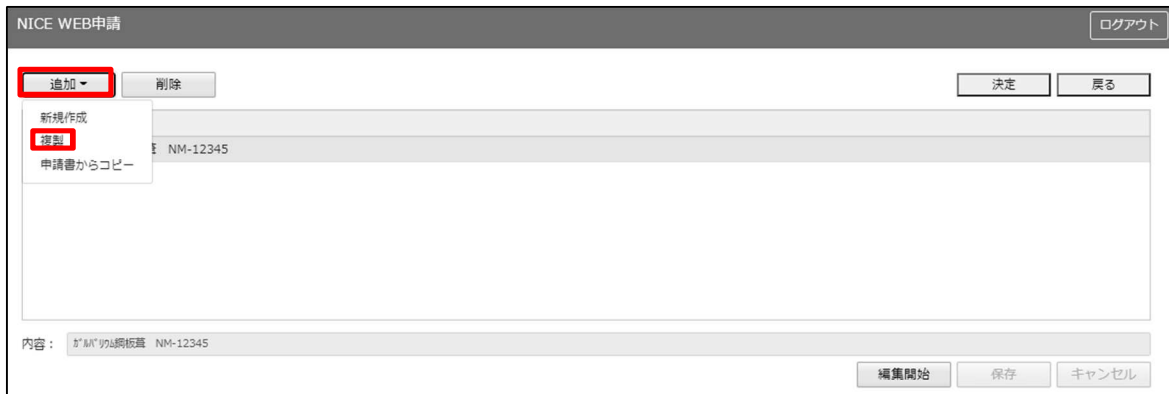 NICE WEB申請 ログアウト
追加 削除 決定 戻る
新規作成
複製
葺 NM-12345
申請書からコピー
内容： ｶﾞﾙﾊﾞﾘｳﾑ鋼板葺 NM-12345
編集開始 保存 キャンセル